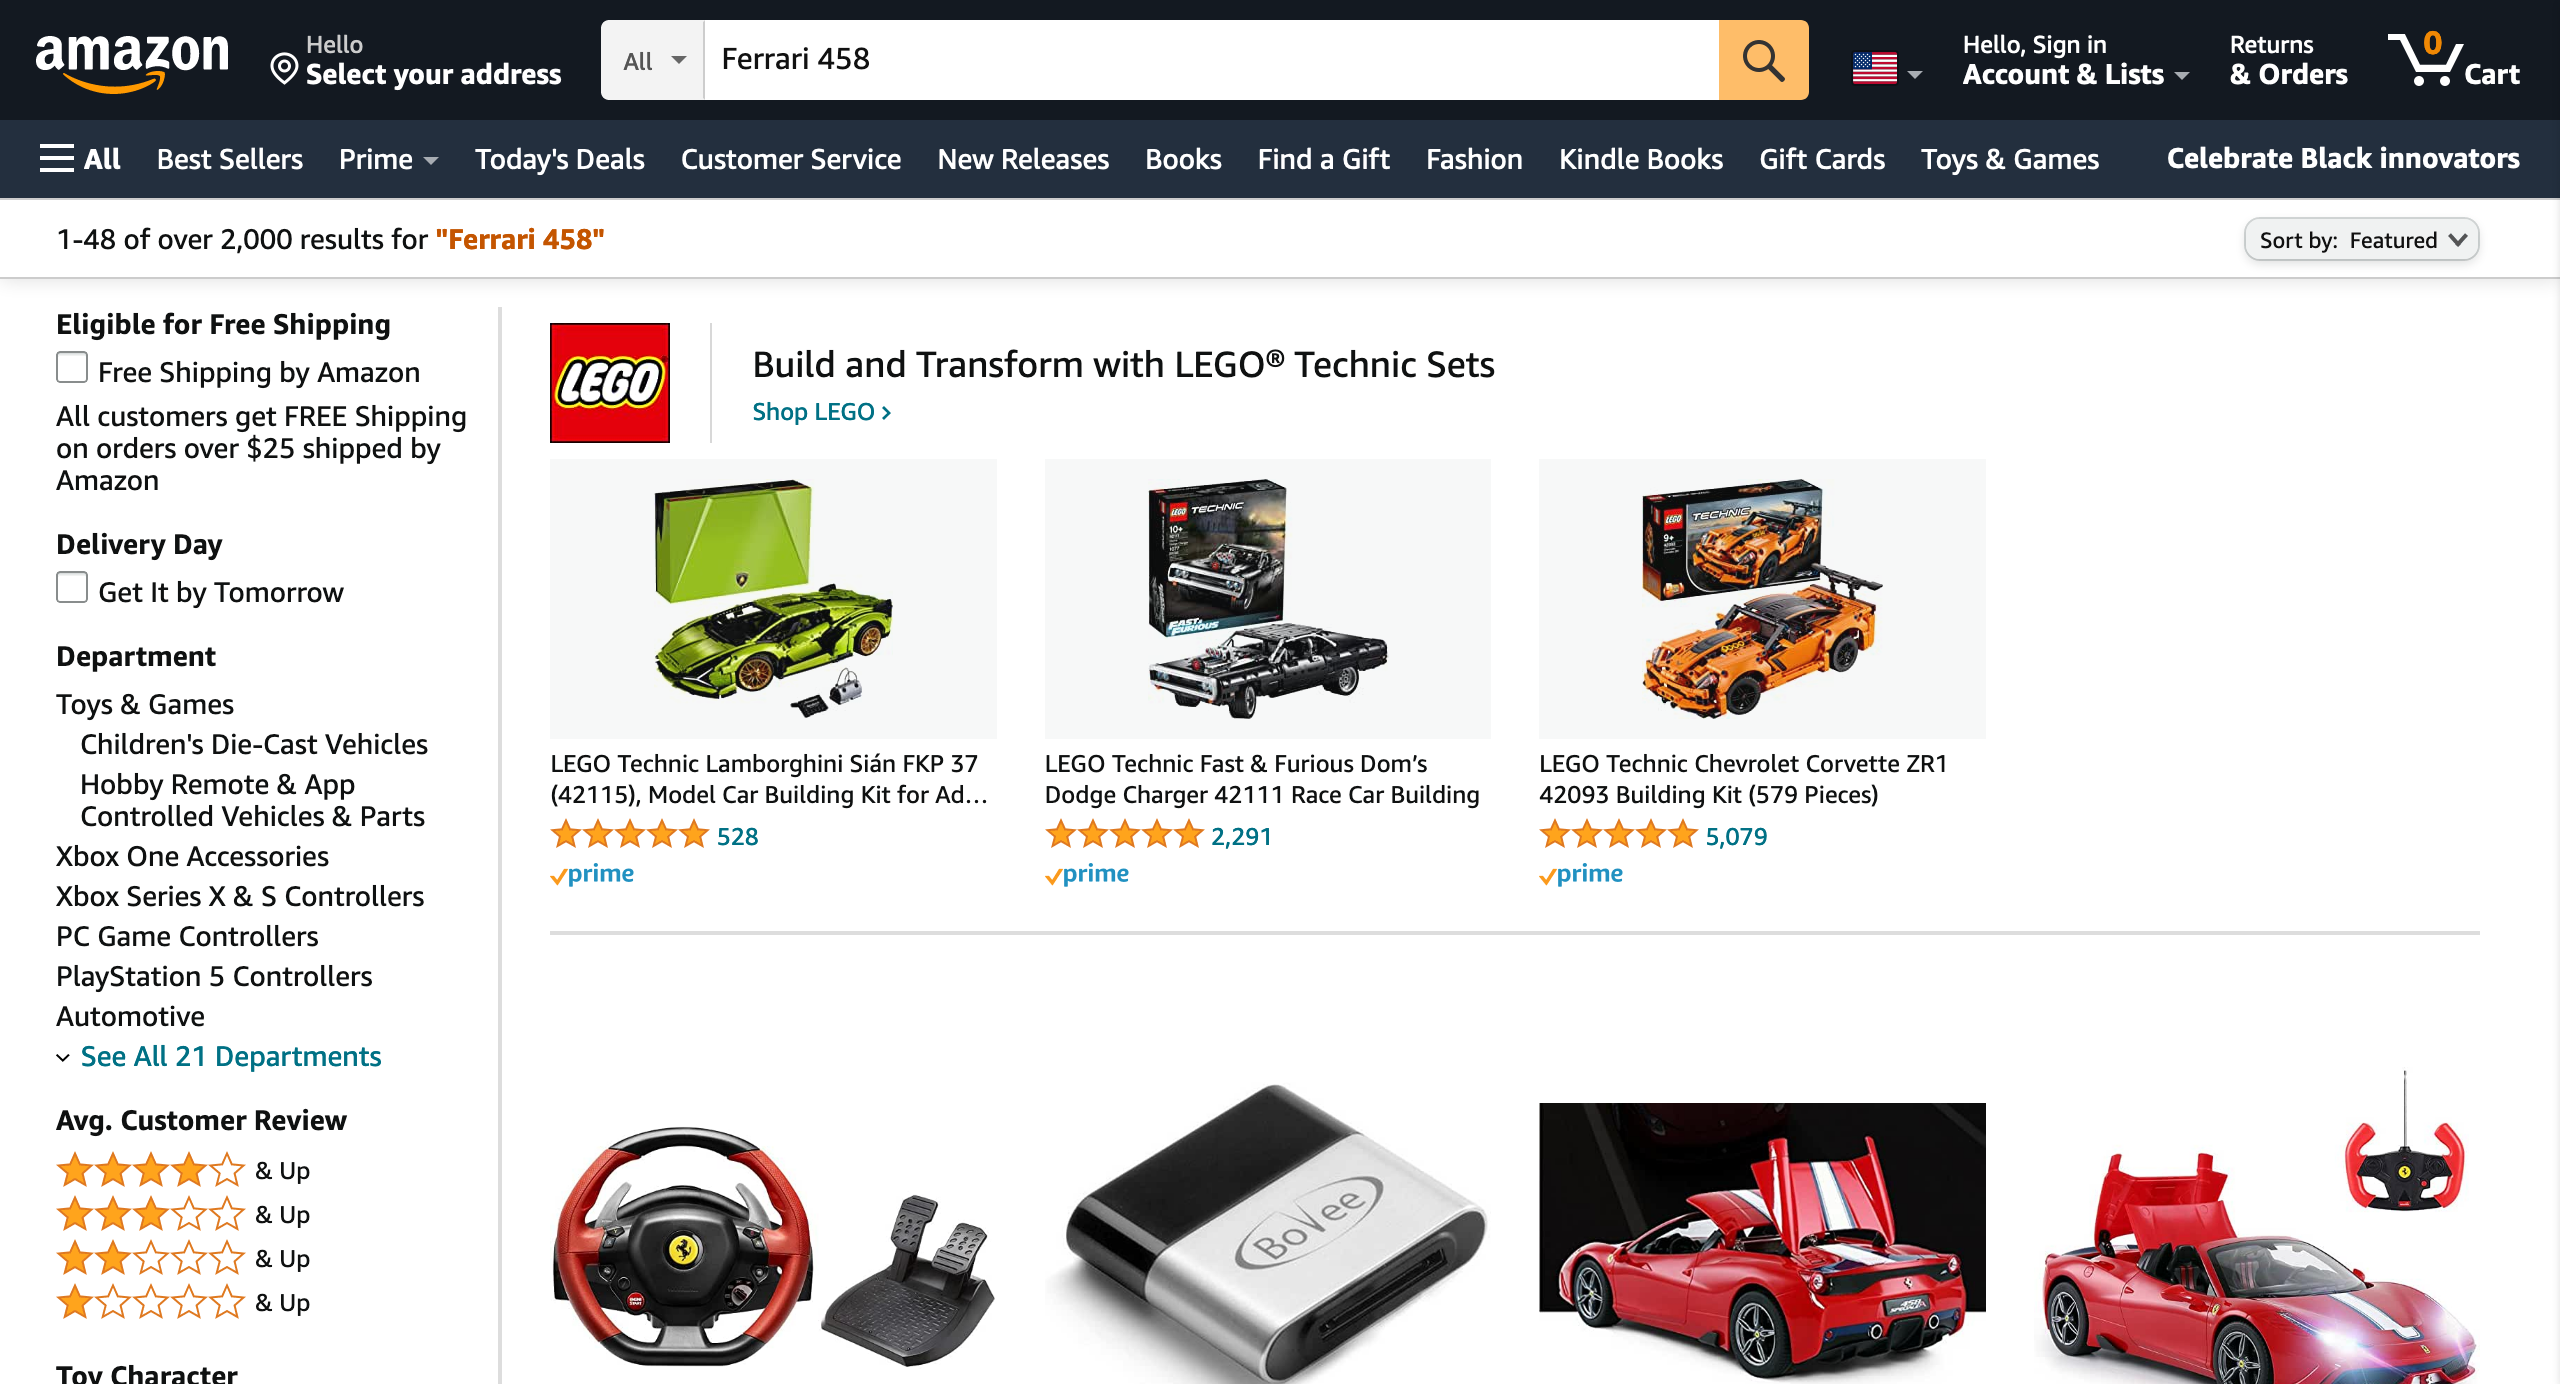 amazon
Hello
Select your address
All
Ferrari 458
Hello, Sign in
Account & Lists
Returns
& Orders
0
Cart
All
Best Sellers
Prime
Today's Deals
Customer Service
New Releases
Books
Find a Gift
Fashion
Kindle Books
Gift Cards
Toys & Games
Celebrate Black innovators
1-48 of over 2,000 results for "Ferrari 458"
Sort by: Featured
Eligible for Free Shipping
Free Shipping by Amazon
All customers get FREE Shipping
on orders over $25 shipped by
Amazon
Delivery Day
Get It by Tomorrow
Department
Toys & Games
Children's Die-Cast Vehicles
Hobby Remote & App
Controlled Vehicles & Parts
Xbox One Accessories
Xbox Series X & S Controllers
PC Game Controllers
PlayStation 5 Controllers
Automotive
See All 21 Departments
Avg. Customer Review
& Up
& Up
& Up
& Up
Toy Character
LEGO
Build and Transform with LEGO® Technic Sets
Shop LEGO ›
LEGO Technic Lamborghini Sián FKP 37
(42115), Model Car Building Kit for Ad…
528
prime
LEGO TECHNIC
10+
FAST & FURIOUS
LEGO Technic Fast & Furious Dom’s
Dodge Charger 42111 Race Car Building
2,291
prime
LEGO TECHNIC
9+
LEGO Technic Chevrolet Corvette ZR1
42093 Building Kit (579 Pieces)
5,079
prime
BoVee